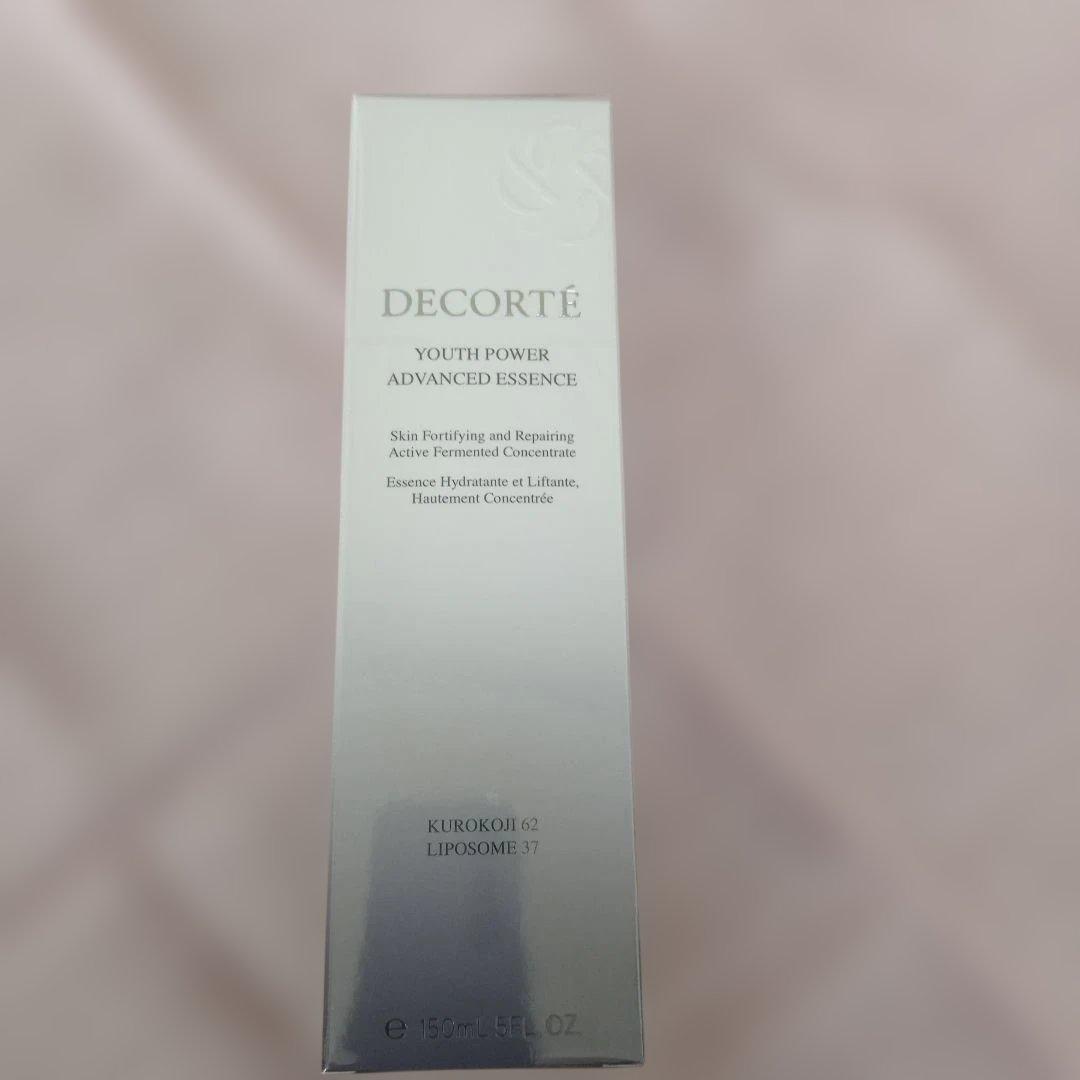 DECORTÉ
YOUTH POWER
ADVANCED ESSENCE
Skin Fortifying and Repairing
Active Fermented Concentrate
Essence Hydratante et Liftante,
Hautement Concentrée
KUROKOJI 62
LIPOSOME 37
℮ 150mL 5FL.OZ